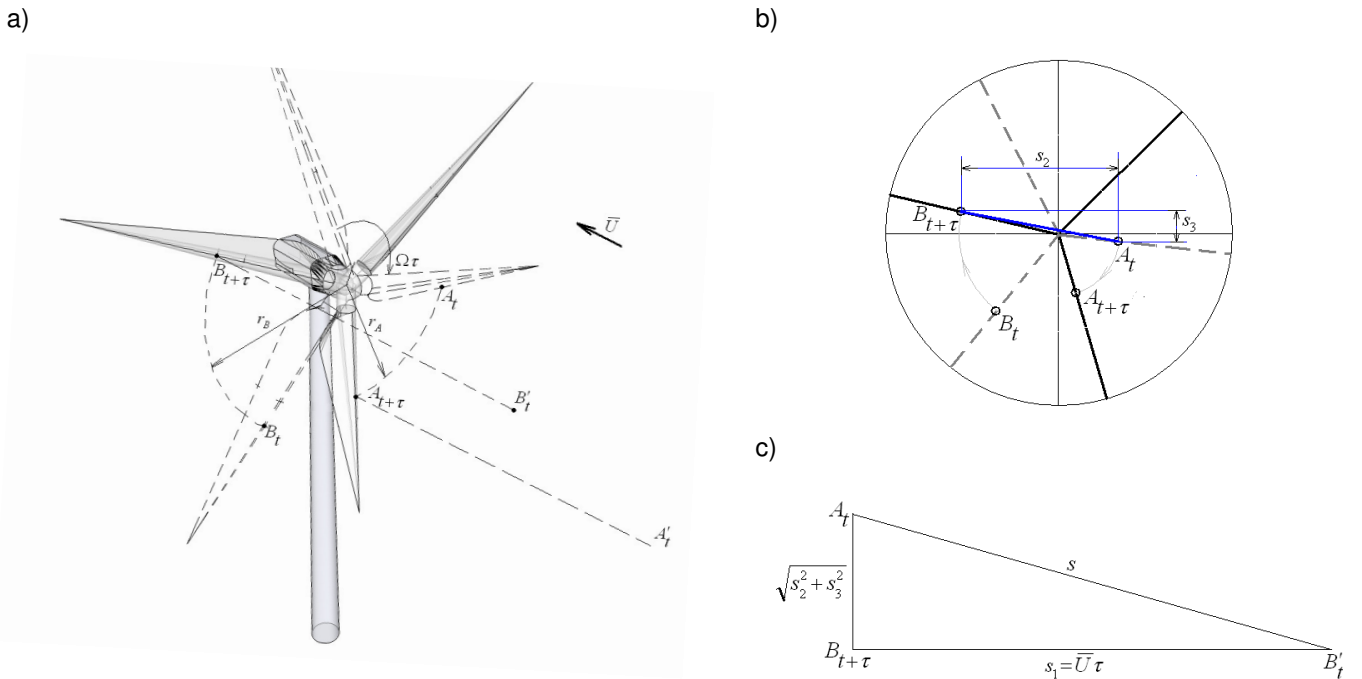 a)
U̅
Ωτ
B_{t+τ}
A_t
r_B
r_A
A_{t+τ}
B′_t
B_t
A′_t
b)
s_2
B_{t+τ}
s_3
A_t
A_{t+τ}
B_t
c)
A_t
s
√(s_2^2+s_3^2)
B_{t+τ}
s_1=U̅τ
B′_t